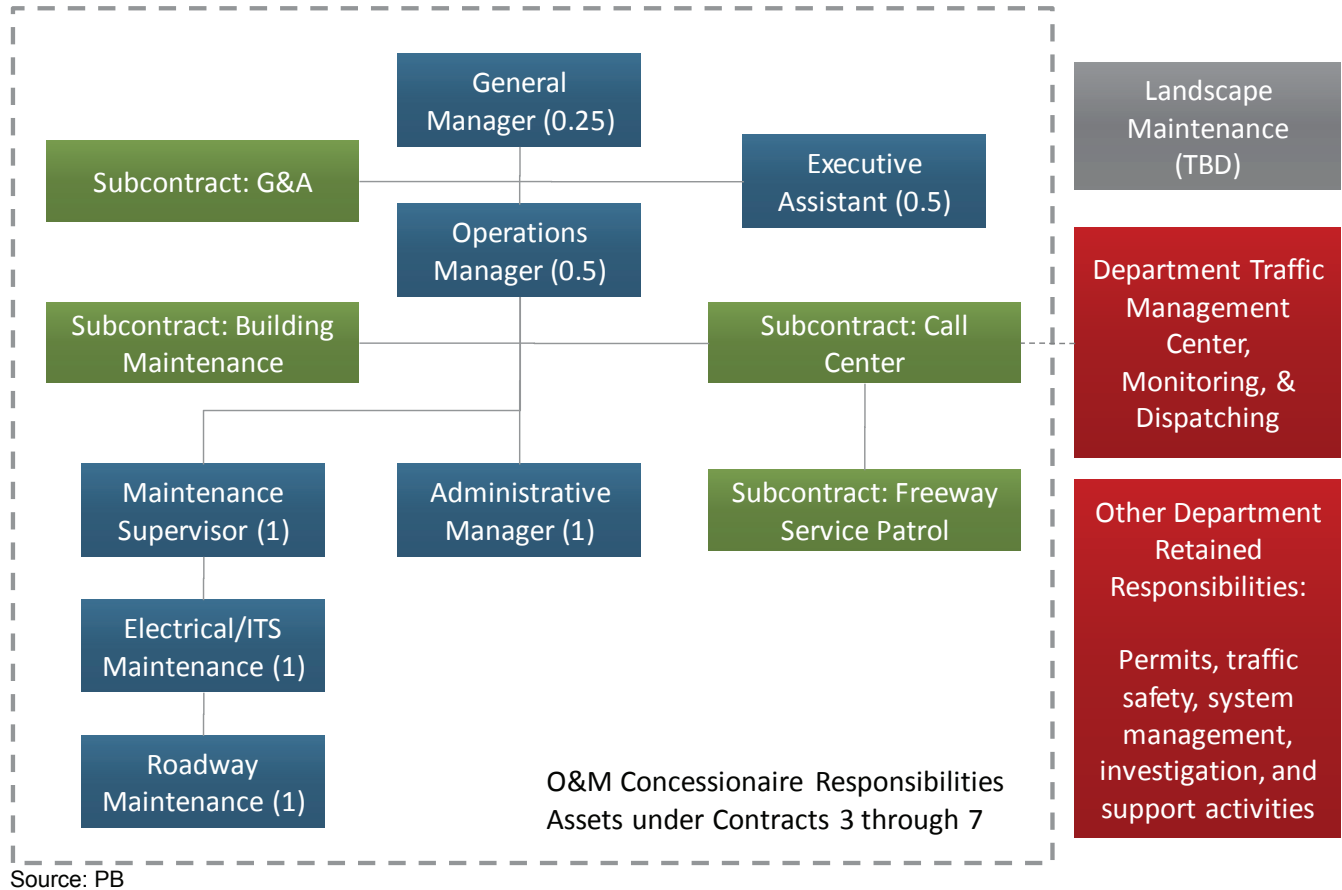 General
Manager (0.25)
Subcontract: G&A
Executive
Assistant (0.5)
Operations
Manager (0.5)
Subcontract: Building
Maintenance
Subcontract: Call
Center
Maintenance
Supervisor (1)
Administrative
Manager (1)
Subcontract: Freeway
Service Patrol
Electrical/ITS
Maintenance (1)
Roadway
Maintenance (1)
O&M Concessionaire Responsibilities
Assets under Contracts 3 through 7
Landscape
Maintenance
(TBD)
Department Traffic
Management
Center,
Monitoring, &
Dispatching
Other Department
Retained
Responsibilities:
Permits, traffic
safety, system
management,
investigation, and
support activities
Source: PB